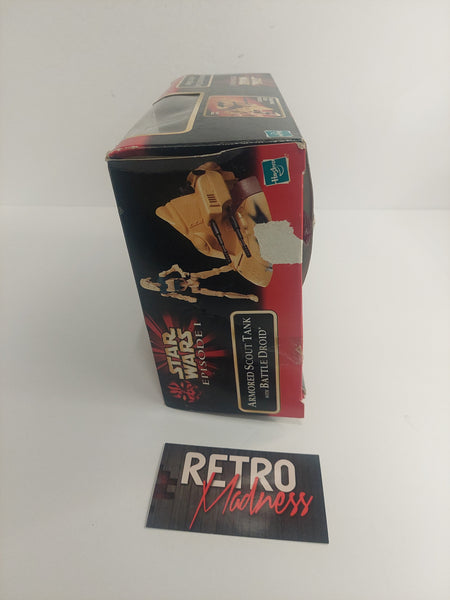 Hasbro
STAR
WARS
EPISODE I
ARMORED SCOUT TANK
WITH BATTLE DROID
RETRO
Madness